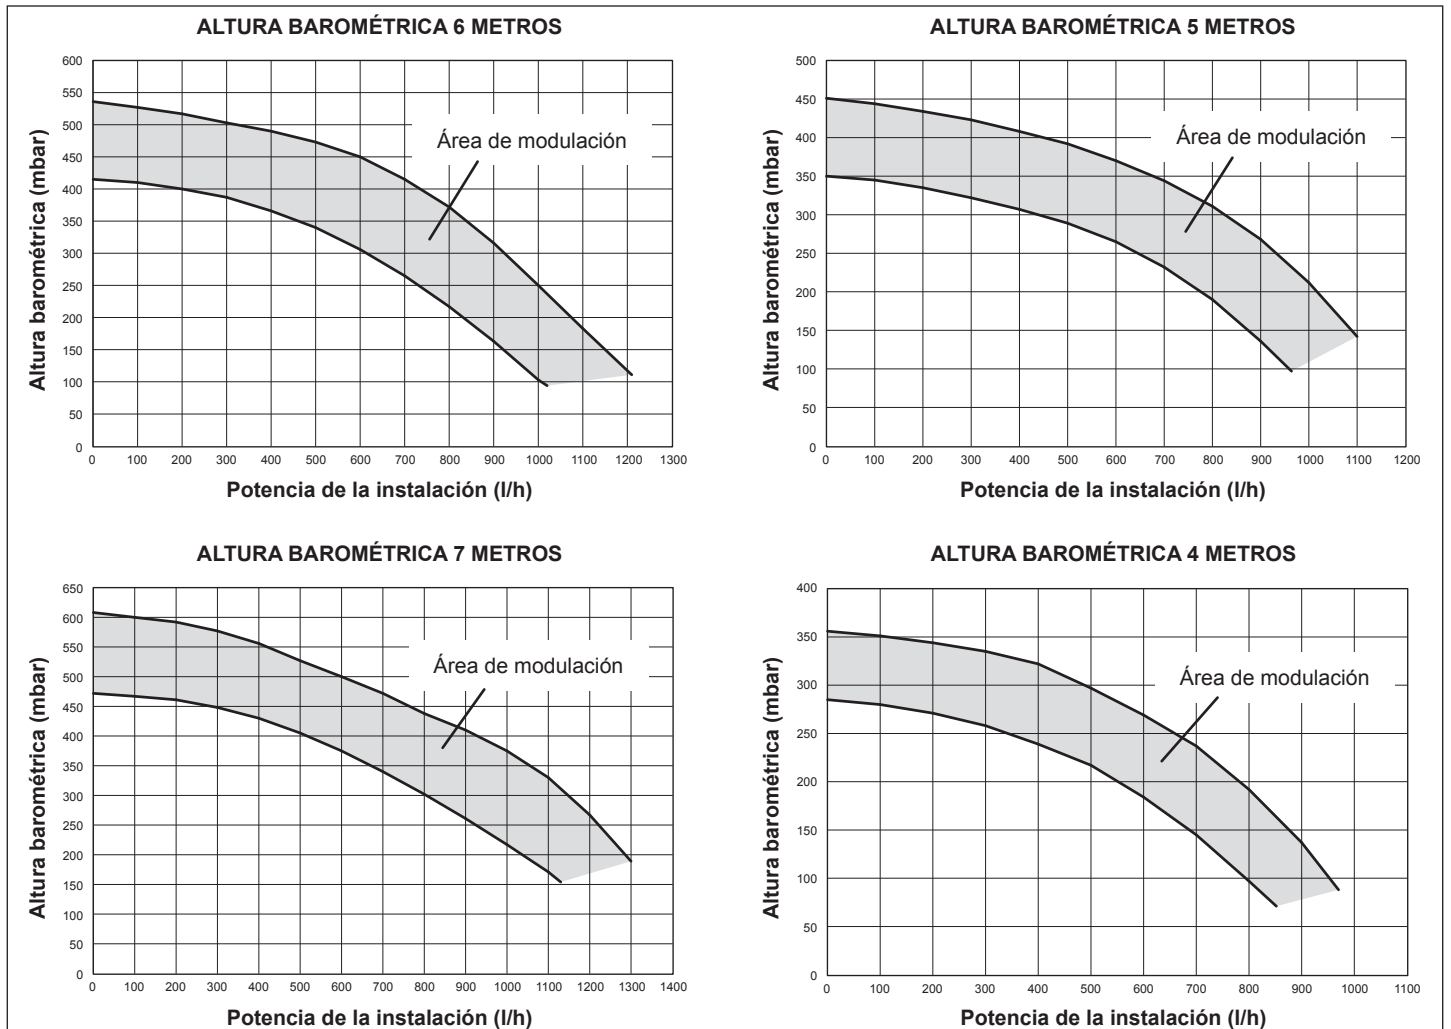 ALTURA BAROMÉTRICA 6 METROS
600
550
500
450
400
350
300
250
200
150
100
50
0
Altura barométrica (mbar)
Área de modulación
0 100 200 300 400 500 600 700 800 900 1000 1100 1200 1300
Potencia de la instalación (l/h)
ALTURA BAROMÉTRICA 5 METROS
500
450
400
350
300
250
200
150
100
50
0
Altura barométrica (mbar)
Área de modulación
0 100 200 300 400 500 600 700 800 900 1000 1100 1200
Potencia de la instalación (l/h)
ALTURA BAROMÉTRICA 7 METROS
650
600
550
500
450
400
350
300
250
200
150
100
50
0
Altura barométrica (mbar)
Área de modulación
0 100 200 300 400 500 600 700 800 900 1000 1100 1200 1300 1400
Potencia de la instalación (l/h)
ALTURA BAROMÉTRICA 4 METROS
400
350
300
250
200
150
100
50
0
Altura barométrica (mbar)
Área de modulación
0 100 200 300 400 500 600 700 800 900 1000 1100
Potencia de la instalación (l/h)